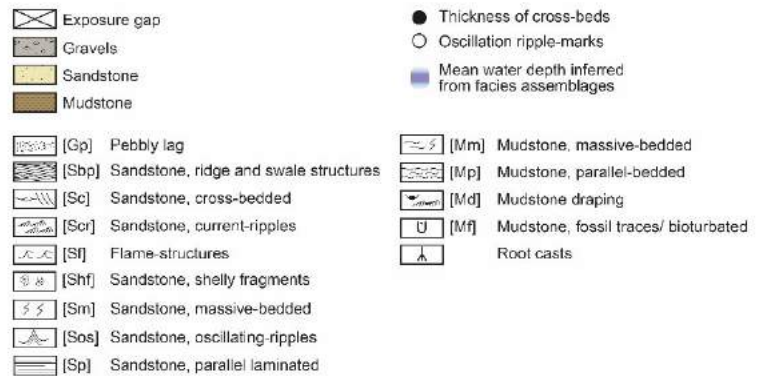 Exposure gap
Gravels
Sandstone
Mudstone
Thickness of cross-beds
Oscillation ripple-marks
Mean water depth inferred
from facies assemblages
[Gp] Pebbly lag
[Sbp] Sandstone, ridge and swale structures
[Sc] Sandstone, cross-bedded
[Scr] Sandstone, current-ripples
[Sf] Flame-structures
[Shf] Sandstone, shelly fragments
[Sm] Sandstone, massive-bedded
[Sos] Sandstone, oscillating-ripples
[Sp] Sandstone, parallel laminated
[Mm] Mudstone, massive-bedded
[Mp] Mudstone, parallel-bedded
[Md] Mudstone draping
[Mf] Mudstone, fossil traces/ bioturbated
Root casts